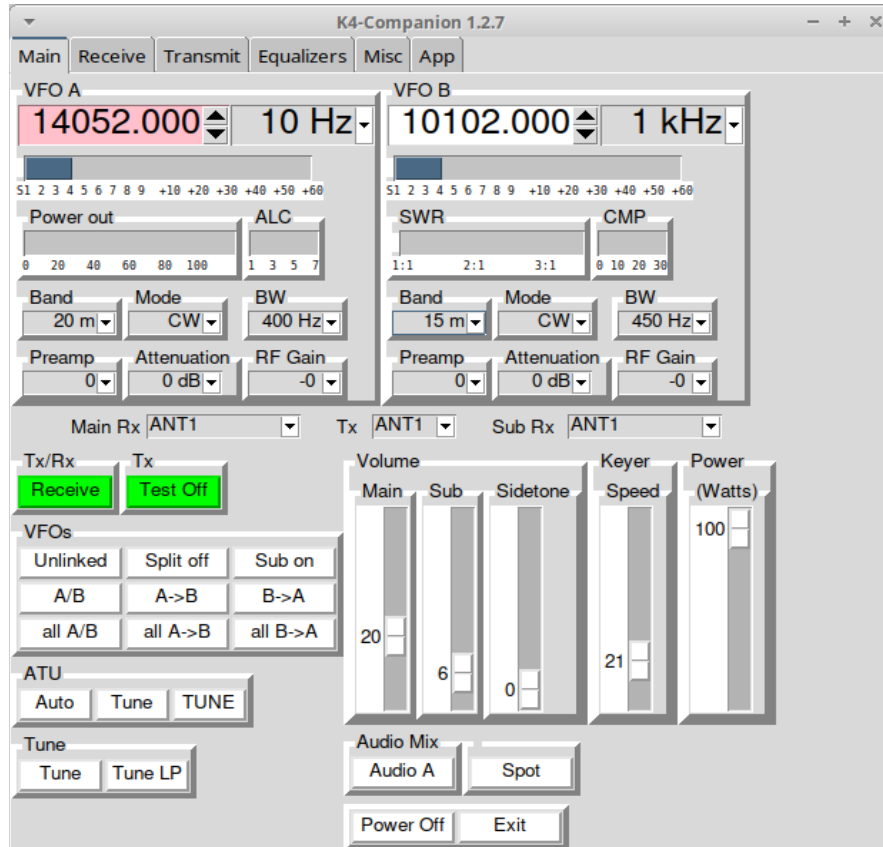 K4-Companion 1.2.7
Main Receive Transmit Equalizers Misc App
VFO A VFO B
14052.000 10 Hz 10102.000 1 kHz
S1 2 3 4 5 6 7 8 9 +10 +20 +30 +40 +50 +60 S1 2 3 4 5 6 7 8 9 +10 +20 +30 +40 +50 +60
Power out ALC SWR CMP
0 20 40 60 80 100 1 3 5 7 1:1 2:1 3:1 0 10 20 30
Band Mode BW Band Mode BW
20 m CW 400 Hz 15 m CW 450 Hz
Preamp Attenuation RF Gain Preamp Attenuation RF Gain
0 0 dB -0 0 0 dB -0
Main Rx ANT1 Tx ANT1 Sub Rx ANT1
Tx/Rx Tx Volume Keyer Power
Receive Test Off Main Sub Sidetone Speed (Watts)
100
VFOs
Unlinked Split off Sub on
A/B A->B B->A
all A/B all A->B all B->A 20
21
ATU 6
0
Auto Tune TUNE
Tune Audio Mix
Tune Tune LP Audio A Spot
Power Off Exit